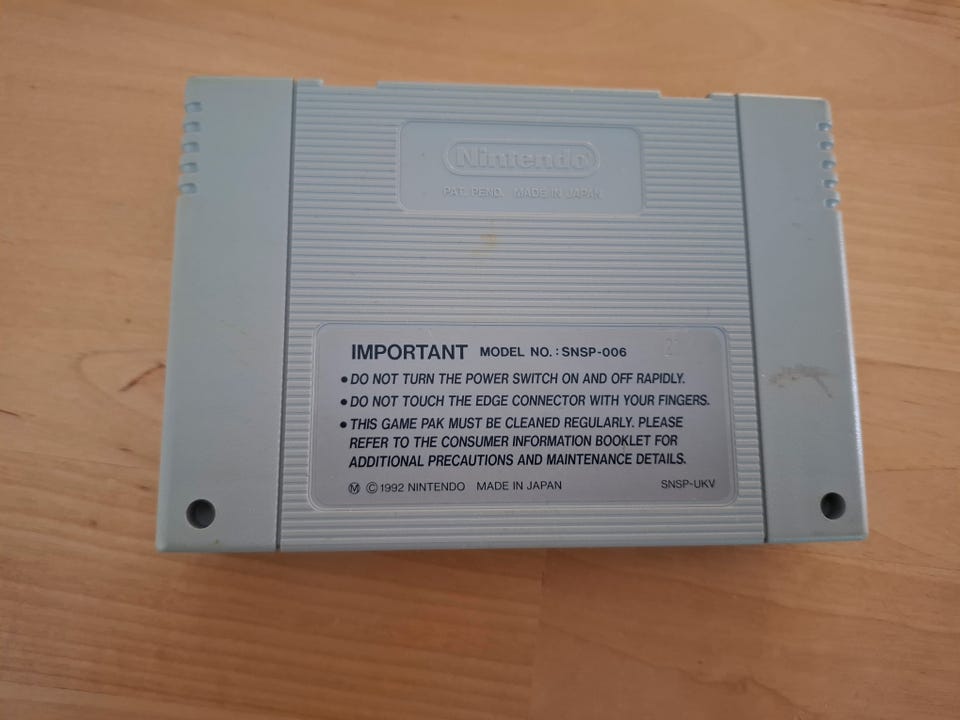 Nintendo
PAT. PEND. MADE IN JAPAN
IMPORTANT MODEL NO.: SNSP-006
•DO NOT TURN THE POWER SWITCH ON AND OFF RAPIDLY.
•DO NOT TOUCH THE EDGE CONNECTOR WITH YOUR FINGERS.
•THIS GAME PAK MUST BE CLEANED REGULARLY. PLEASE
REFER TO THE CONSUMER INFORMATION BOOKLET FOR
ADDITIONAL PRECAUTIONS AND MAINTENANCE DETAILS.
Ⓜ ©1992 NINTENDO MADE IN JAPAN SNSP-UKV